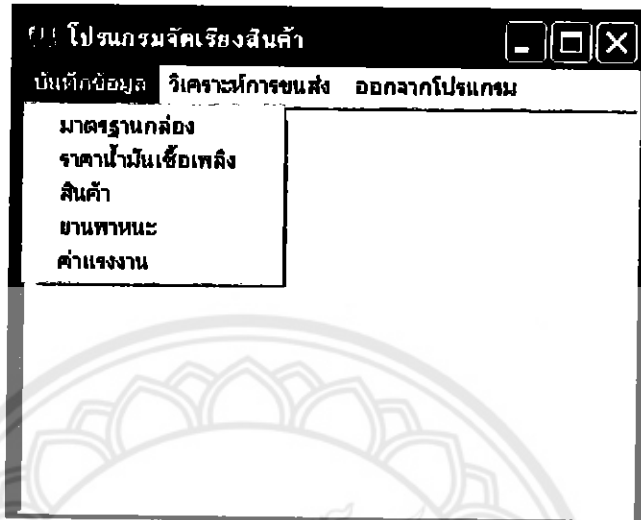 โปรแกรมจัดเรียงสินค้า
บันทึกข้อมูล วิเคราะห์การขนส่ง ออกจากโปรแกรม
มาตรฐานกล่อง
ราคาน้ำมันเชื้อเพลิง
สินค้า
ยานพาหนะ
ค่าแรงงาน